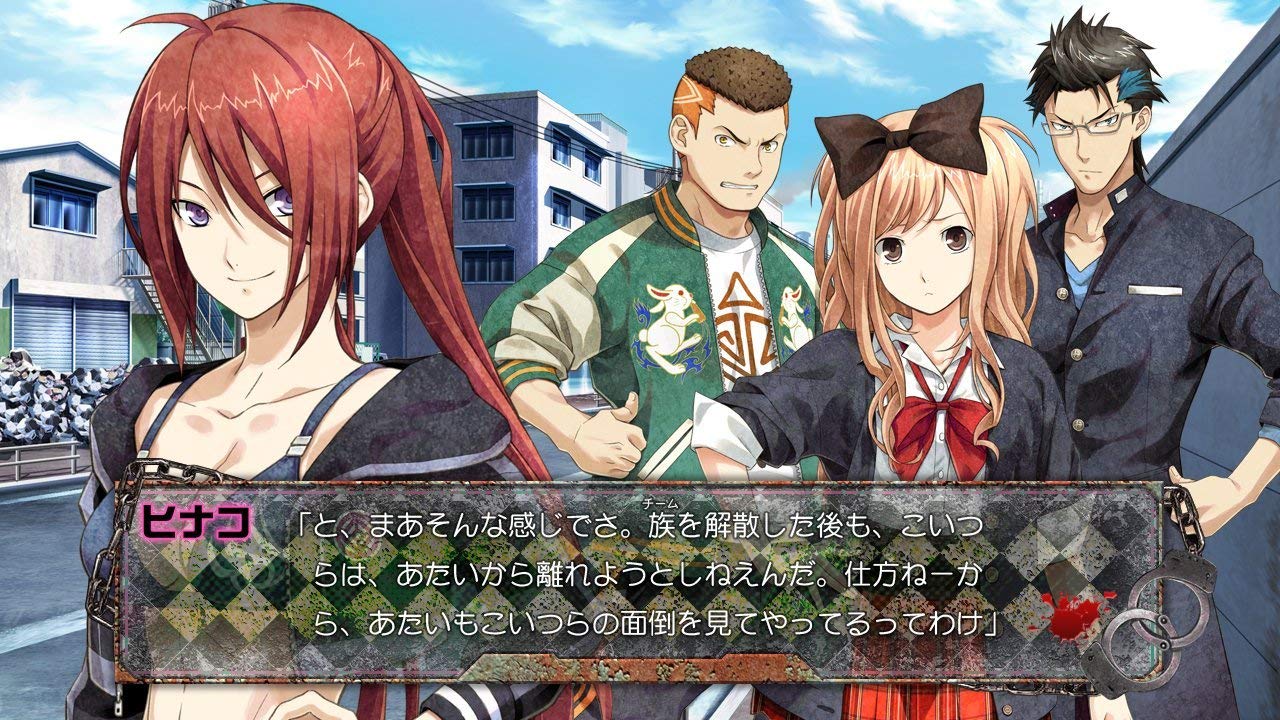 ヒナコ
チーム
「と、まあそんな感じでさ。族を解散した後も、こいつ
らは、あたいから離れようとしねえんだ。仕方ねーか
ら、あたいもこいつらの面倒を見てやってるってわけ」